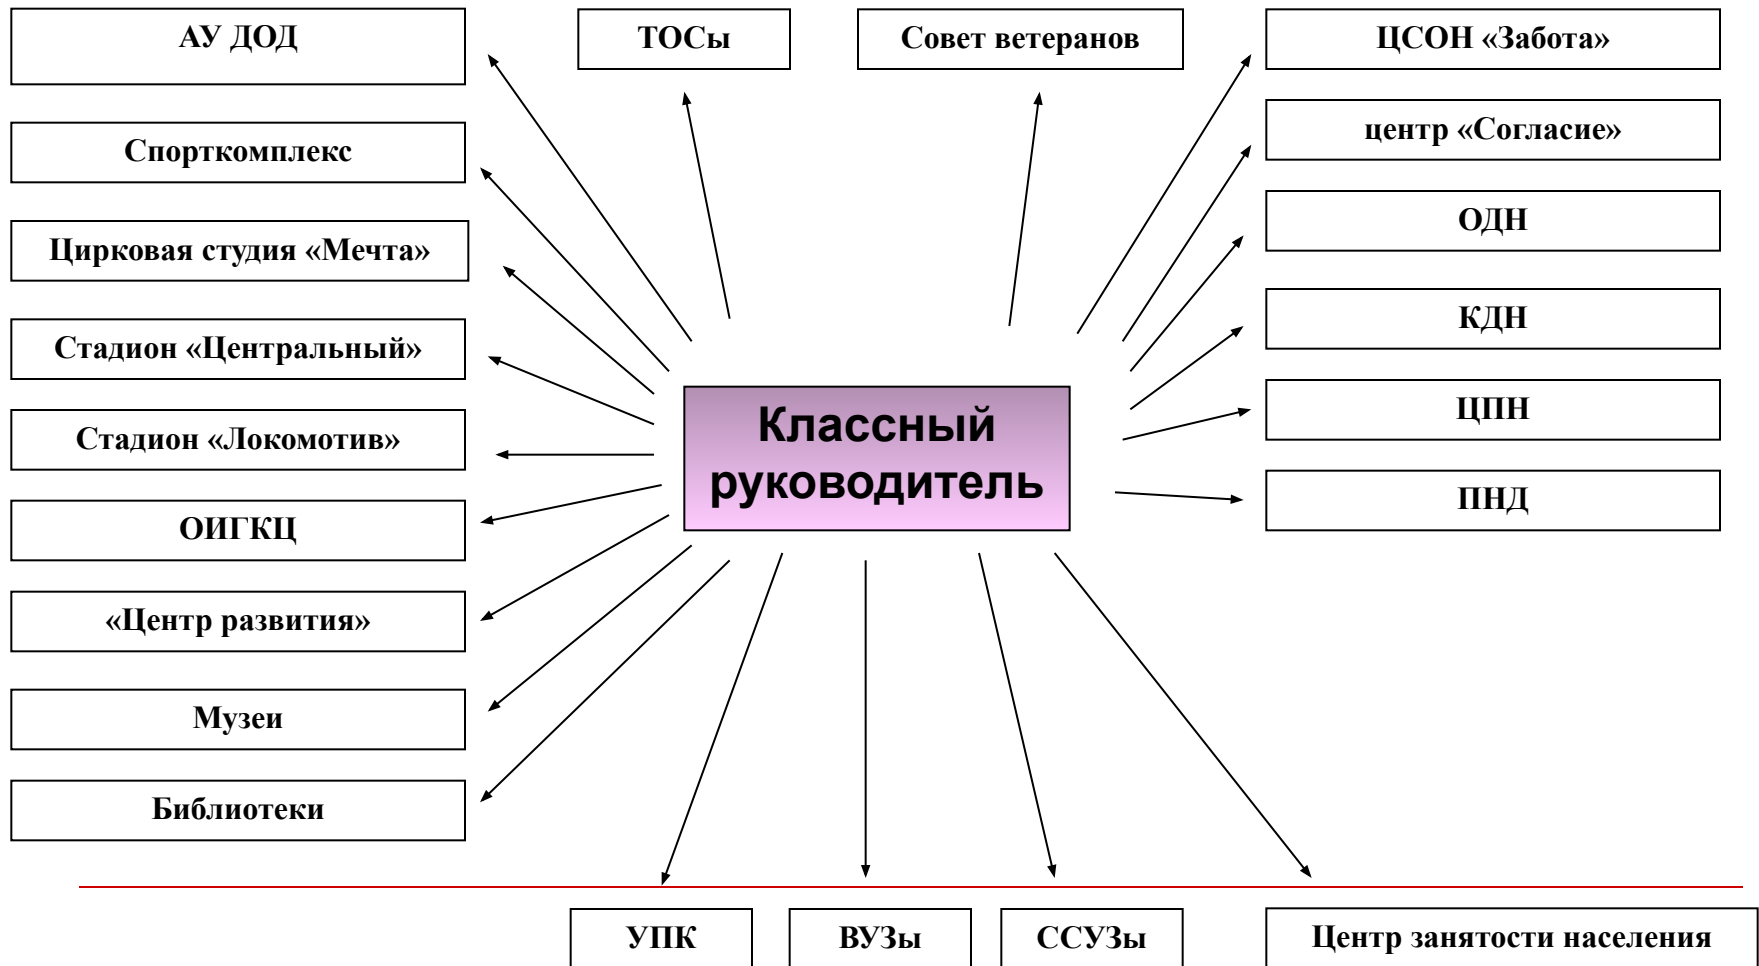 АУ ДОД
ТОСы
Совет ветеранов
ЦСОН «Забота»
Спорткомплекс
центр «Согласие»
Цирковая студия «Мечта»
ОДН
Стадион «Центральный»
КДН
Стадион «Локомотив»
ЦПН
Классный
руководитель
ОИГКЦ
ПНД
«Центр развития»
Музеи
Библиотеки
УПК
ВУЗы
ССУЗы
Центр занятости населения